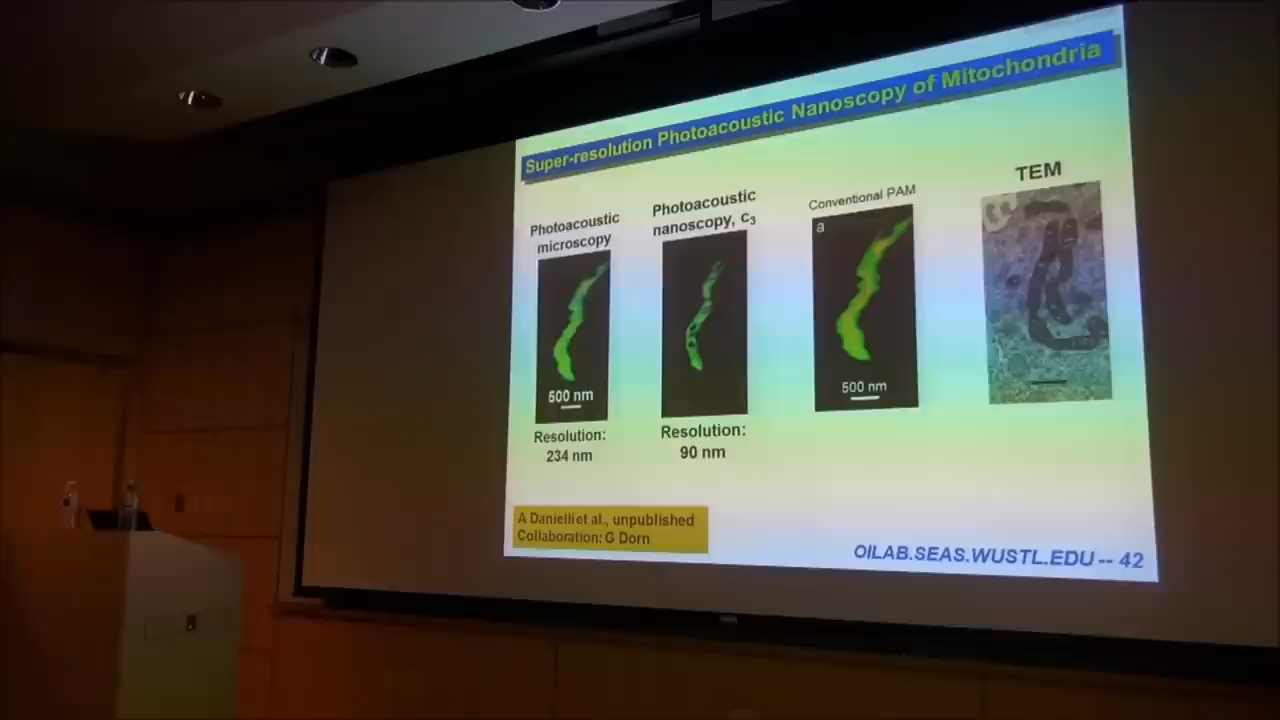 Super-resolution Photoacoustic Nanoscopy of Mitochondria
Photoacoustic
microscopy
500 nm
Resolution:
234 nm
Photoacoustic
nanoscopy, c₃
Resolution:
90 nm
Conventional PAM
a
500 nm
TEM
A Danielli et al., unpublished
Collaboration: G Dorn
OILAB.SEAS.WUSTL.EDU -- 42